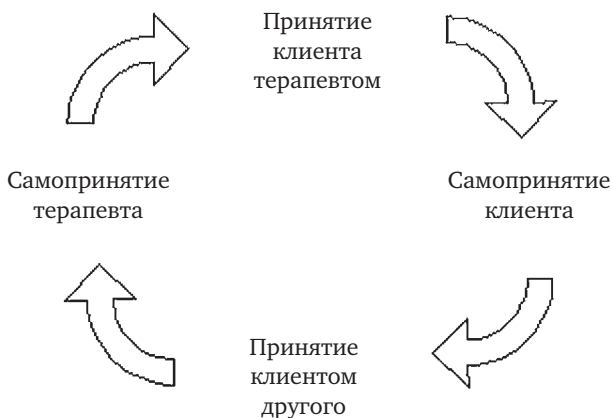 Принятие
клиента
терапевтом
Самопринятие
терапевта
Самопринятие
клиента
Принятие
клиентом
другого